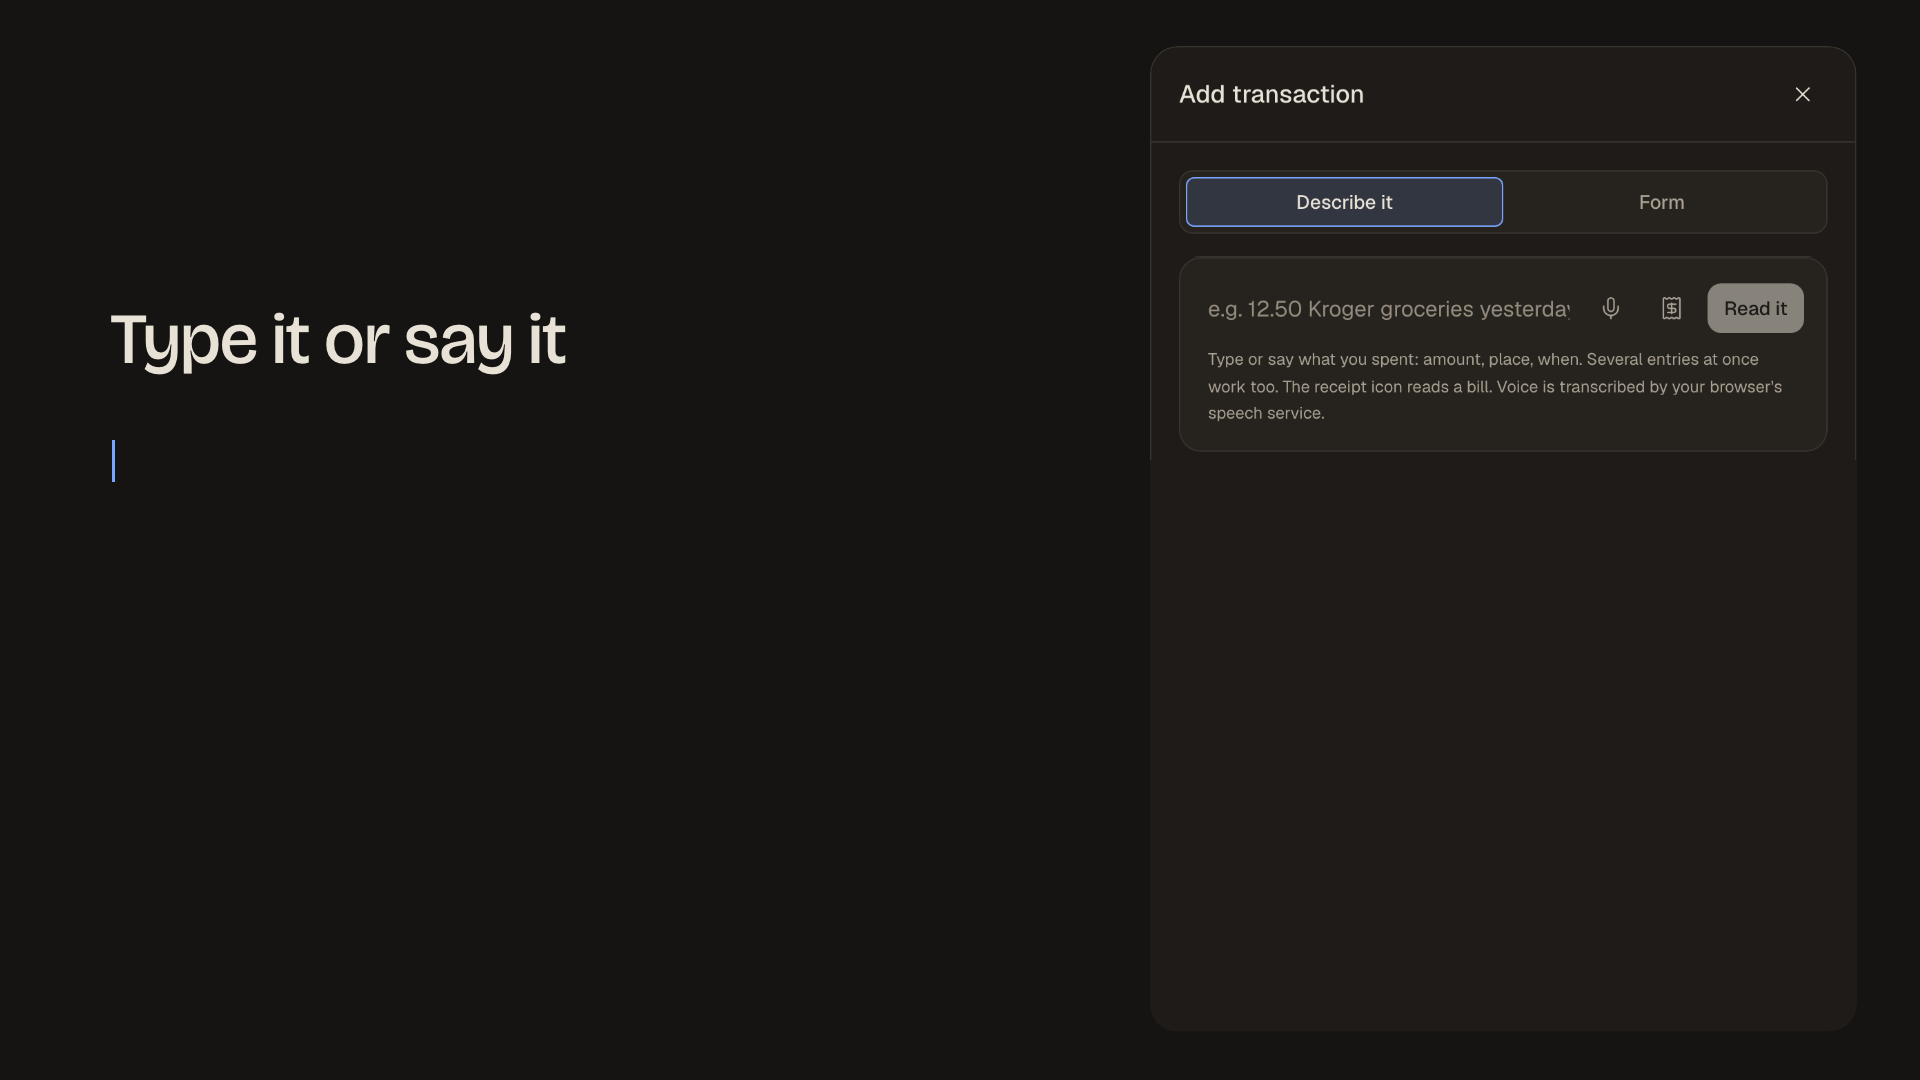 Type it or say it
Add transaction
Describe it
Form
e.g. 12.50 Kroger groceries yesterday
Read it
Type or say what you spent: amount, place, when. Several entries at once
work too. The receipt icon reads a bill. Voice is transcribed by your browser's
speech service.